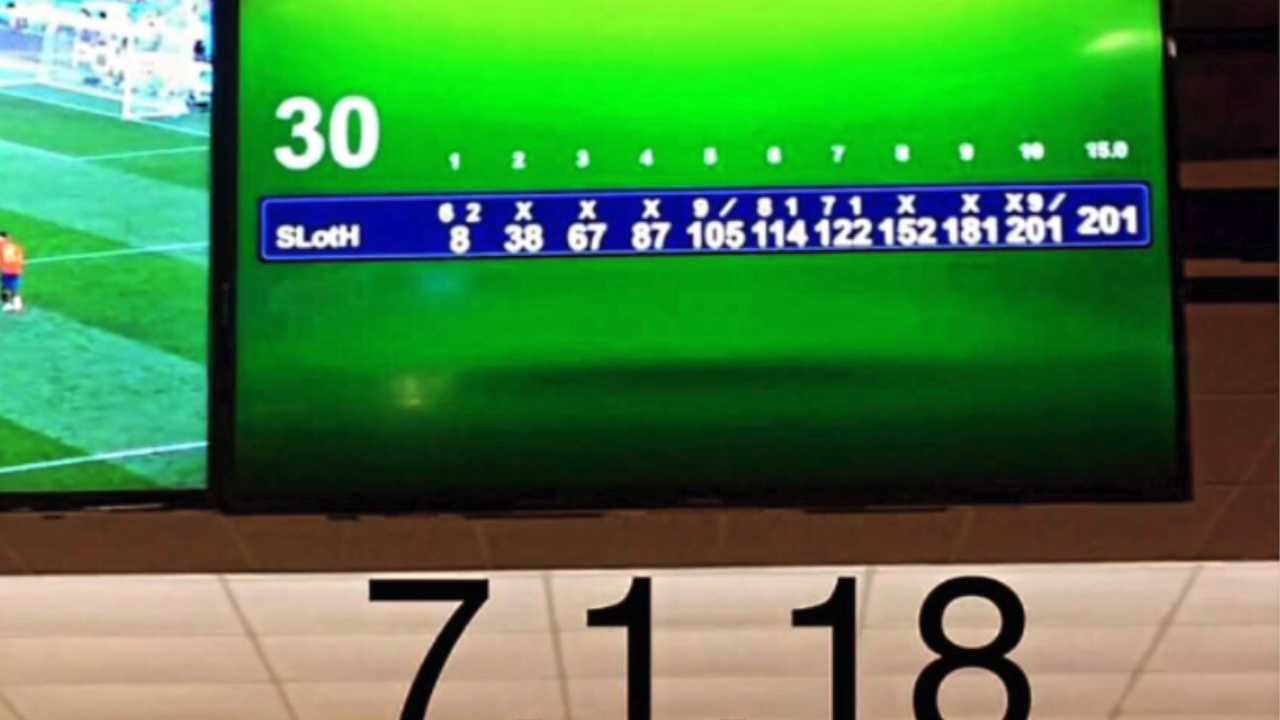 30
1 2 3 4 5 6 7 8 9 10 15.0
6 2 X X X 9 / 8 1 7 1 X X X 9 /
SLotH 8 38 67 87 105 114 122 152 181 201 201
7.1.18